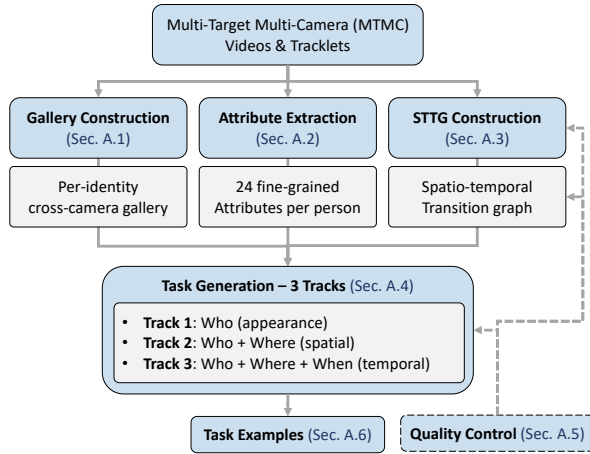 Multi-Target Multi-Camera (MTMC)
Videos & Tracklets
Gallery Construction
(Sec. A.1)
Attribute Extraction
(Sec. A.2)
STTG Construction
(Sec. A.3)
Per-identity
cross-camera gallery
24 fine-grained
Attributes per person
Spatio-temporal
Transition graph
Task Generation – 3 Tracks (Sec. A.4)
• Track 1: Who (appearance)
• Track 2: Who + Where (spatial)
• Track 3: Who + Where + When (temporal)
Task Examples (Sec. A.6)
Quality Control (Sec. A.5)